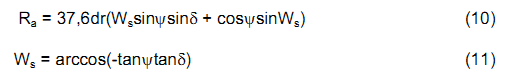 Rₐ = 37,6dr(Wₛsinψsinδ + cosψsinWₛ) (10)
Wₛ = arccos(-tanψtanδ) (11)